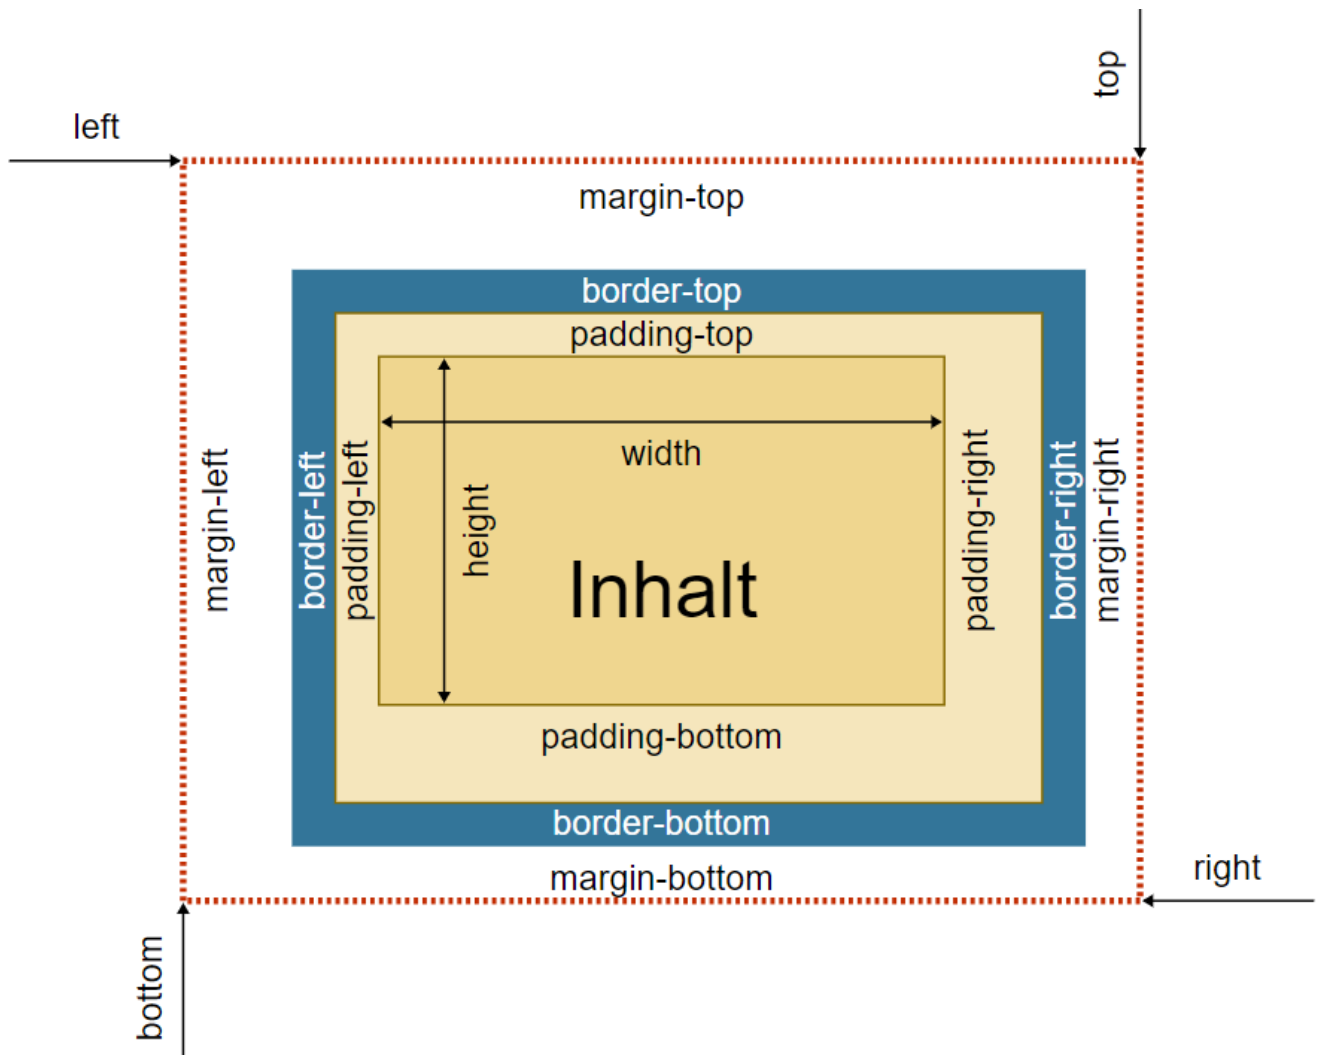 top
left
margin-top
border-top
padding-top
width
margin-left
border-left
padding-left
height
Inhalt
padding-right
border-right
margin-right
padding-bottom
border-bottom
margin-bottom
right
bottom